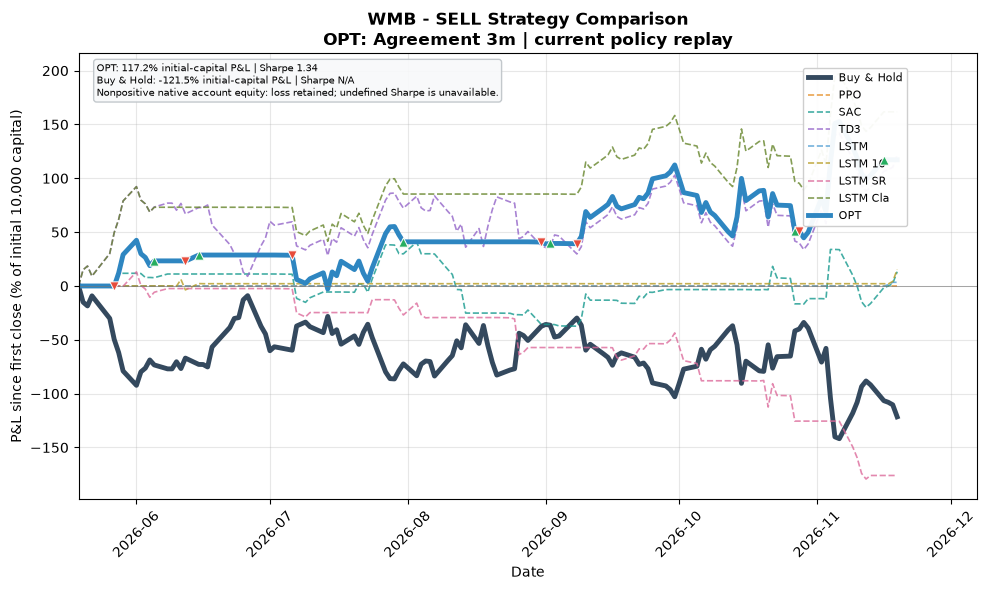 WMB - SELL Strategy Comparison
OPT: Agreement 3m | current policy replay
OPT: 117.2% initial-capital P&L | Sharpe 1.34
Buy & Hold: -121.5% initial-capital P&L | Sharpe N/A
Nonpositive native account equity: loss retained; undefined Sharpe is unavailable.
Buy & Hold
PPO
SAC
TD3
LSTM
LSTM 10
LSTM SR
LSTM Cla
OPT
P&L since first close (% of initial 10,000 capital)
200
150
100
50
0
−50
−100
−150
2026-06
2026-07
2026-08
2026-09
2026-10
2026-11
2026-12
Date